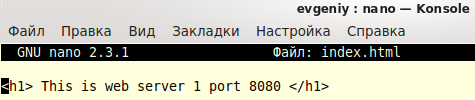 evgeniy : nano — Konsole
Файл Правка Вид Закладки Настройка Справка
GNU nano 2.3.1 Файл: index.html
<h1> This is web server 1 port 8080 </h1>